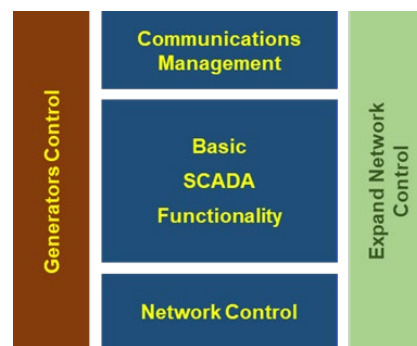 Generators Control
Communications
Management
Basic
SCADA
Functionality
Network Control
Expand Network
Control